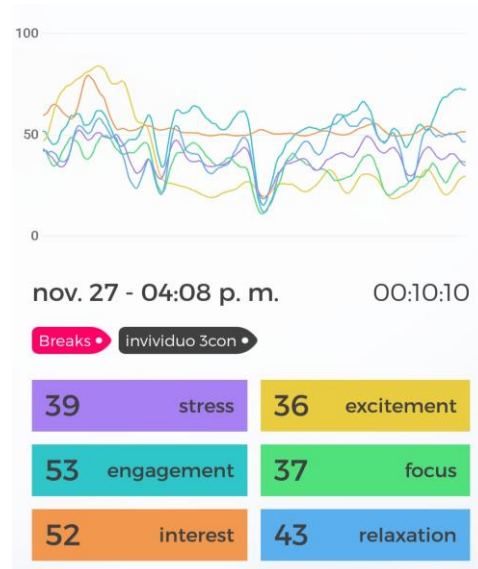 100
50
0
nov. 27 - 04:08 p. m. 00:10:10
Breaks invividuo 3con
39 stress 36 excitement
53 engagement 37 focus
52 interest 43 relaxation